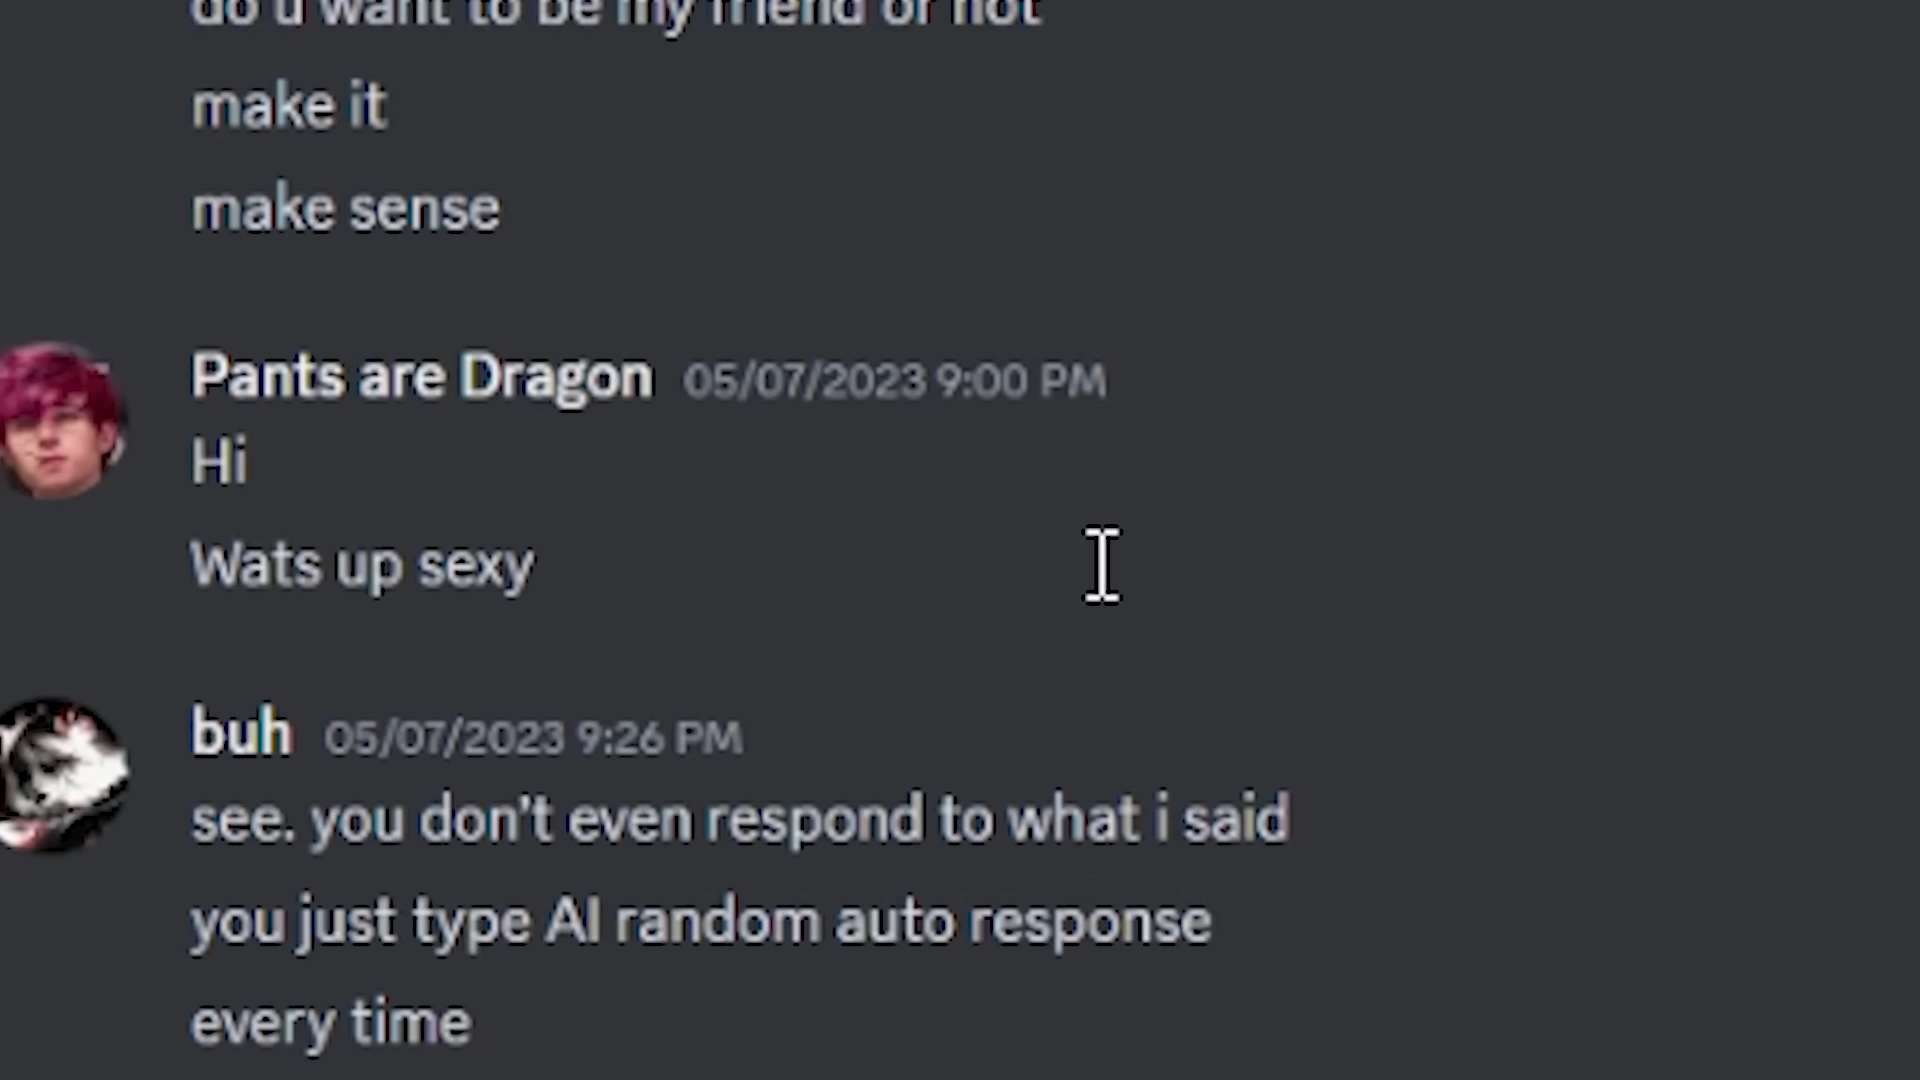 do u want to be my friend or not
make it
make sense
Pants are Dragon 05/07/2023 9:00 PM
Hi
Wats up sexy
buh 05/07/2023 9:26 PM
see. you don't even respond to what i said
you just type AI random auto response
every time